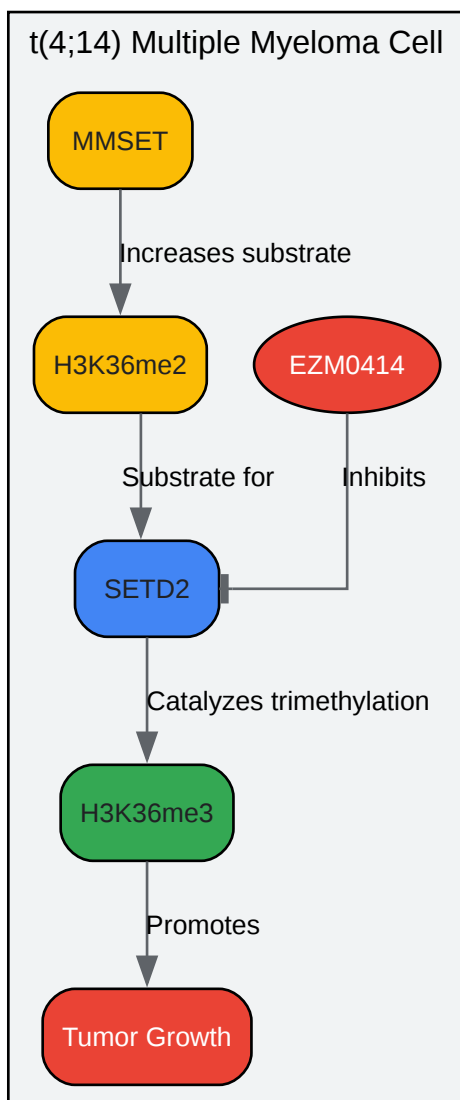 t(4;14) Multiple Myeloma Cell
MMSET
Increases substrate
H3K36me2
EZM0414
Substrate for
Inhibits
SETD2
Catalyzes trimethylation
H3K36me3
Promotes
Tumor Growth